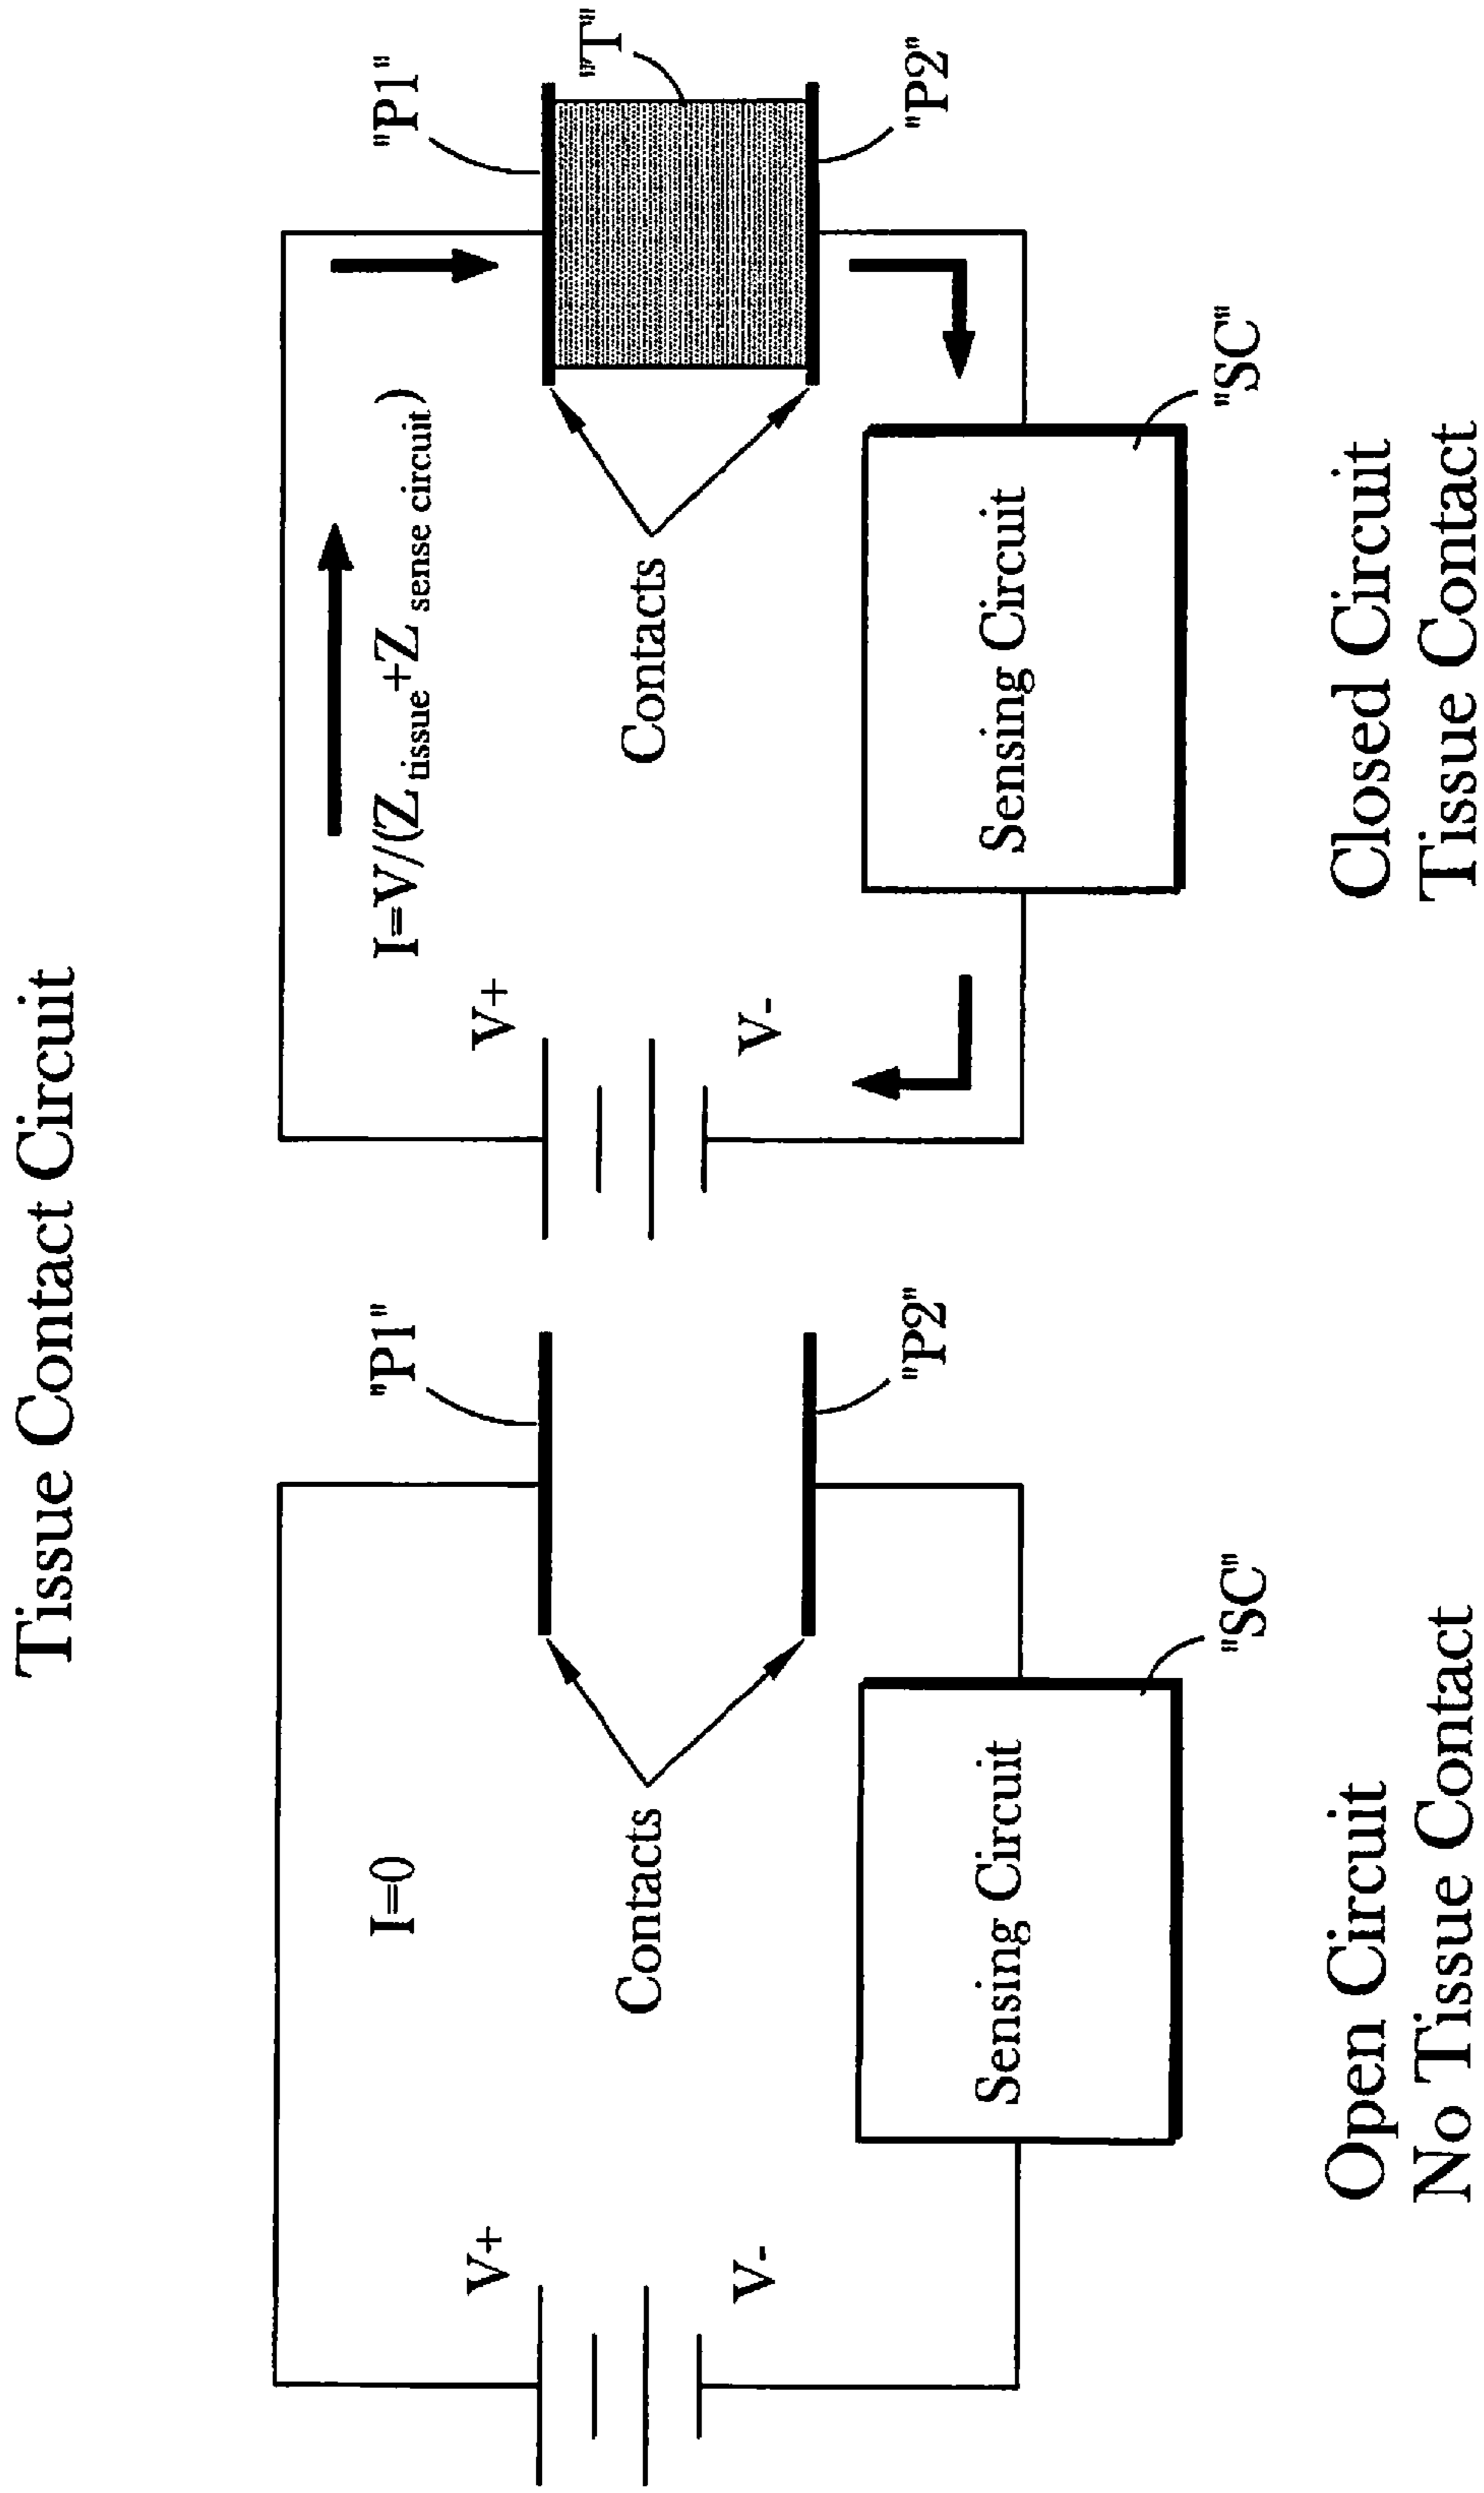 Tissue Contact Circuit
I=0
"P1"
V+
Contacts
V-
"P2"
Sensing Circuit
"SC"
Open Circuit
No Tissue Contact
I=V/(Z tissue+Z sense circuit)
"P1"
V+
"T"
Contacts
V-
"P2"
Sensing Circuit
"SC"
Closed Circuit
Tissue Contact